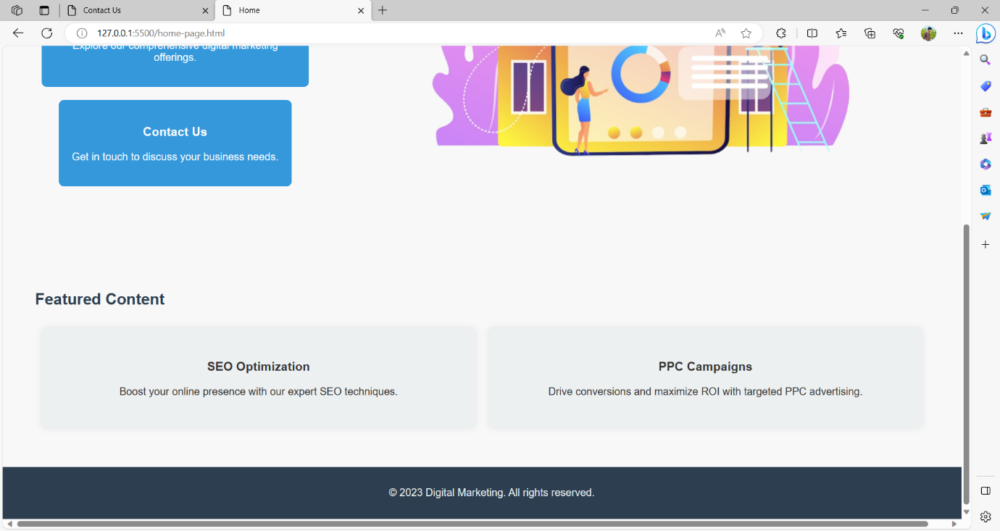 Contact Us
Home
127.0.0.1:5500/home-page.html
Explore our comprehensive digital marketing
offerings.
Contact Us
Get in touch to discuss your business needs.
Featured Content
SEO Optimization
Boost your online presence with our expert SEO techniques.
PPC Campaigns
Drive conversions and maximize ROI with targeted PPC advertising.
© 2023 Digital Marketing. All rights reserved.